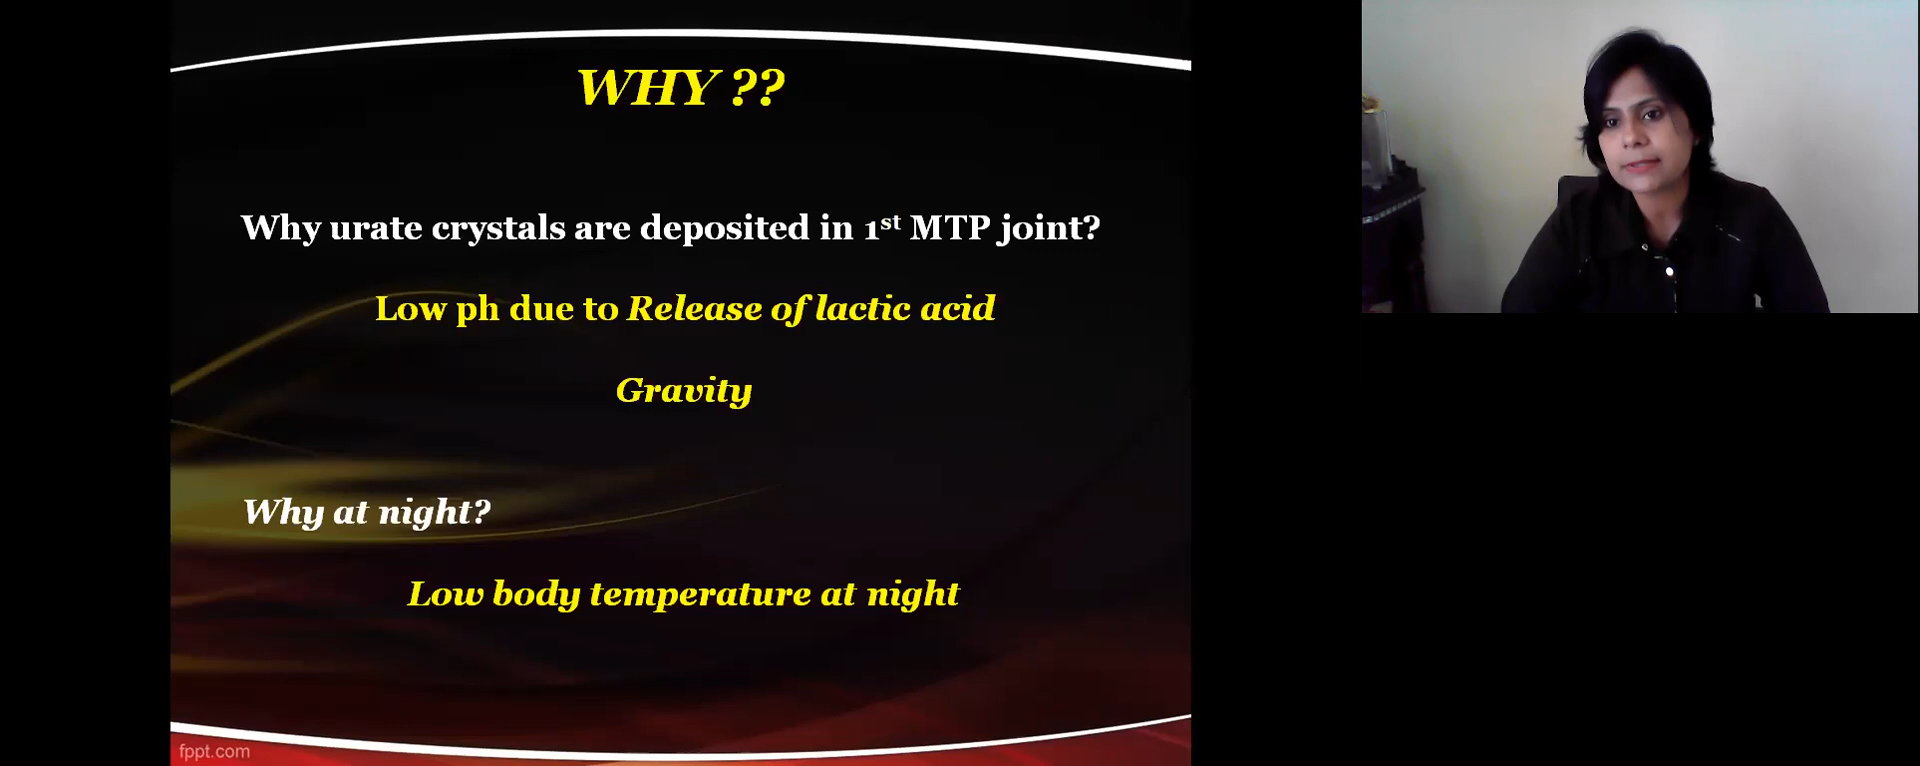 WHY ??
Why urate crystals are deposited in 1st MTP joint?
Low ph due to Release of lactic acid
Gravity
Why at night?
Low body temperature at night
fppt.com